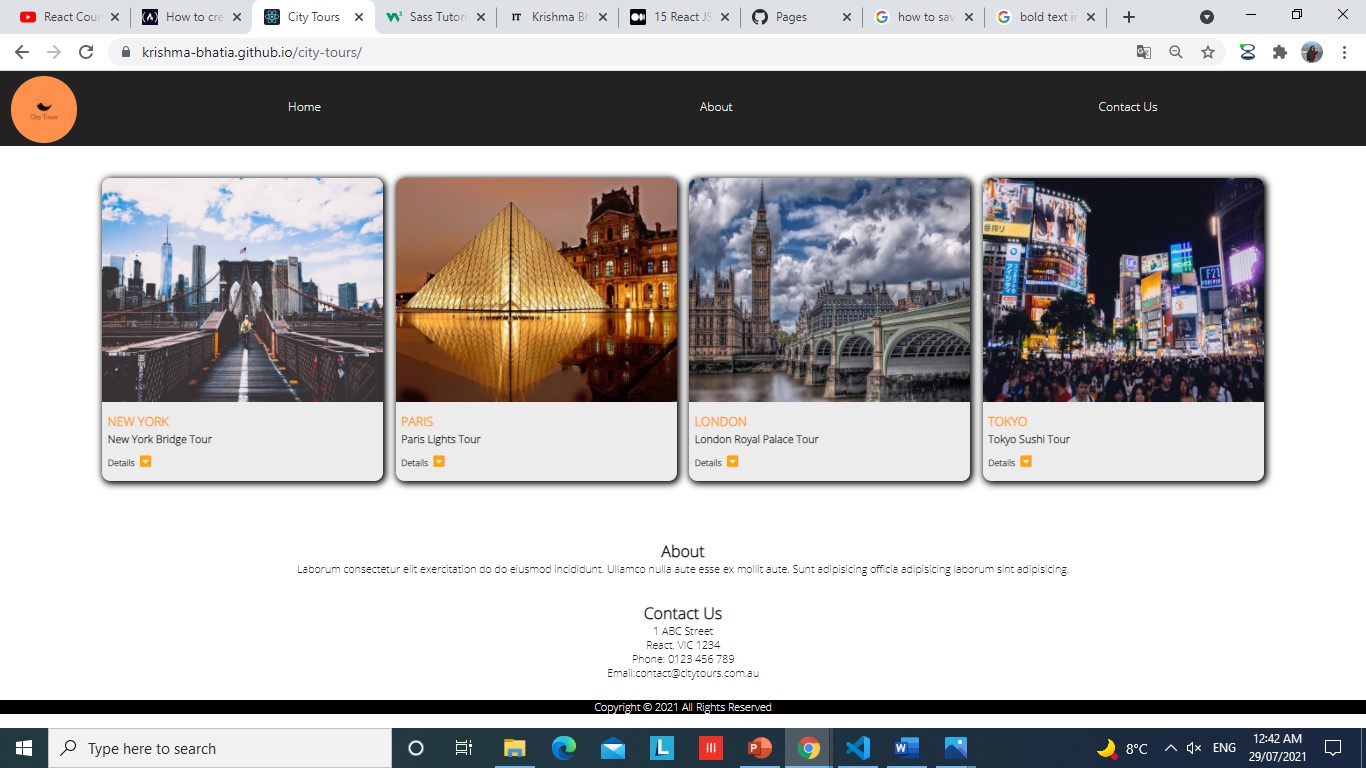 React Cour
How to cre
City Tours
Sass Tutor
Krishma Bh
15 React JS
Pages
how to sav
bold text in
krishma-bhatia.github.io/city-tours/
City Tours
Home
About
Contact Us
NEW YORK
New York Bridge Tour
Details
PARIS
Paris Lights Tour
Details
LONDON
London Royal Palace Tour
Details
TOKYO
Tokyo Sushi Tour
Details
About
Laborum consectetur elit exercitation do do eiusmod incididunt. Ullamco nulla aute esse ex mollit aute. Sunt adipisicing officia adipisicing laborum sint adipisicing.
Contact Us
1 ABC Street
React, VIC 1234
Phone: 0123 456 789
Email:contact@citytours.com.au
Copyright © 2021 All Rights Reserved
Type here to search
8°C
ENG
12:42 AM
29/07/2021